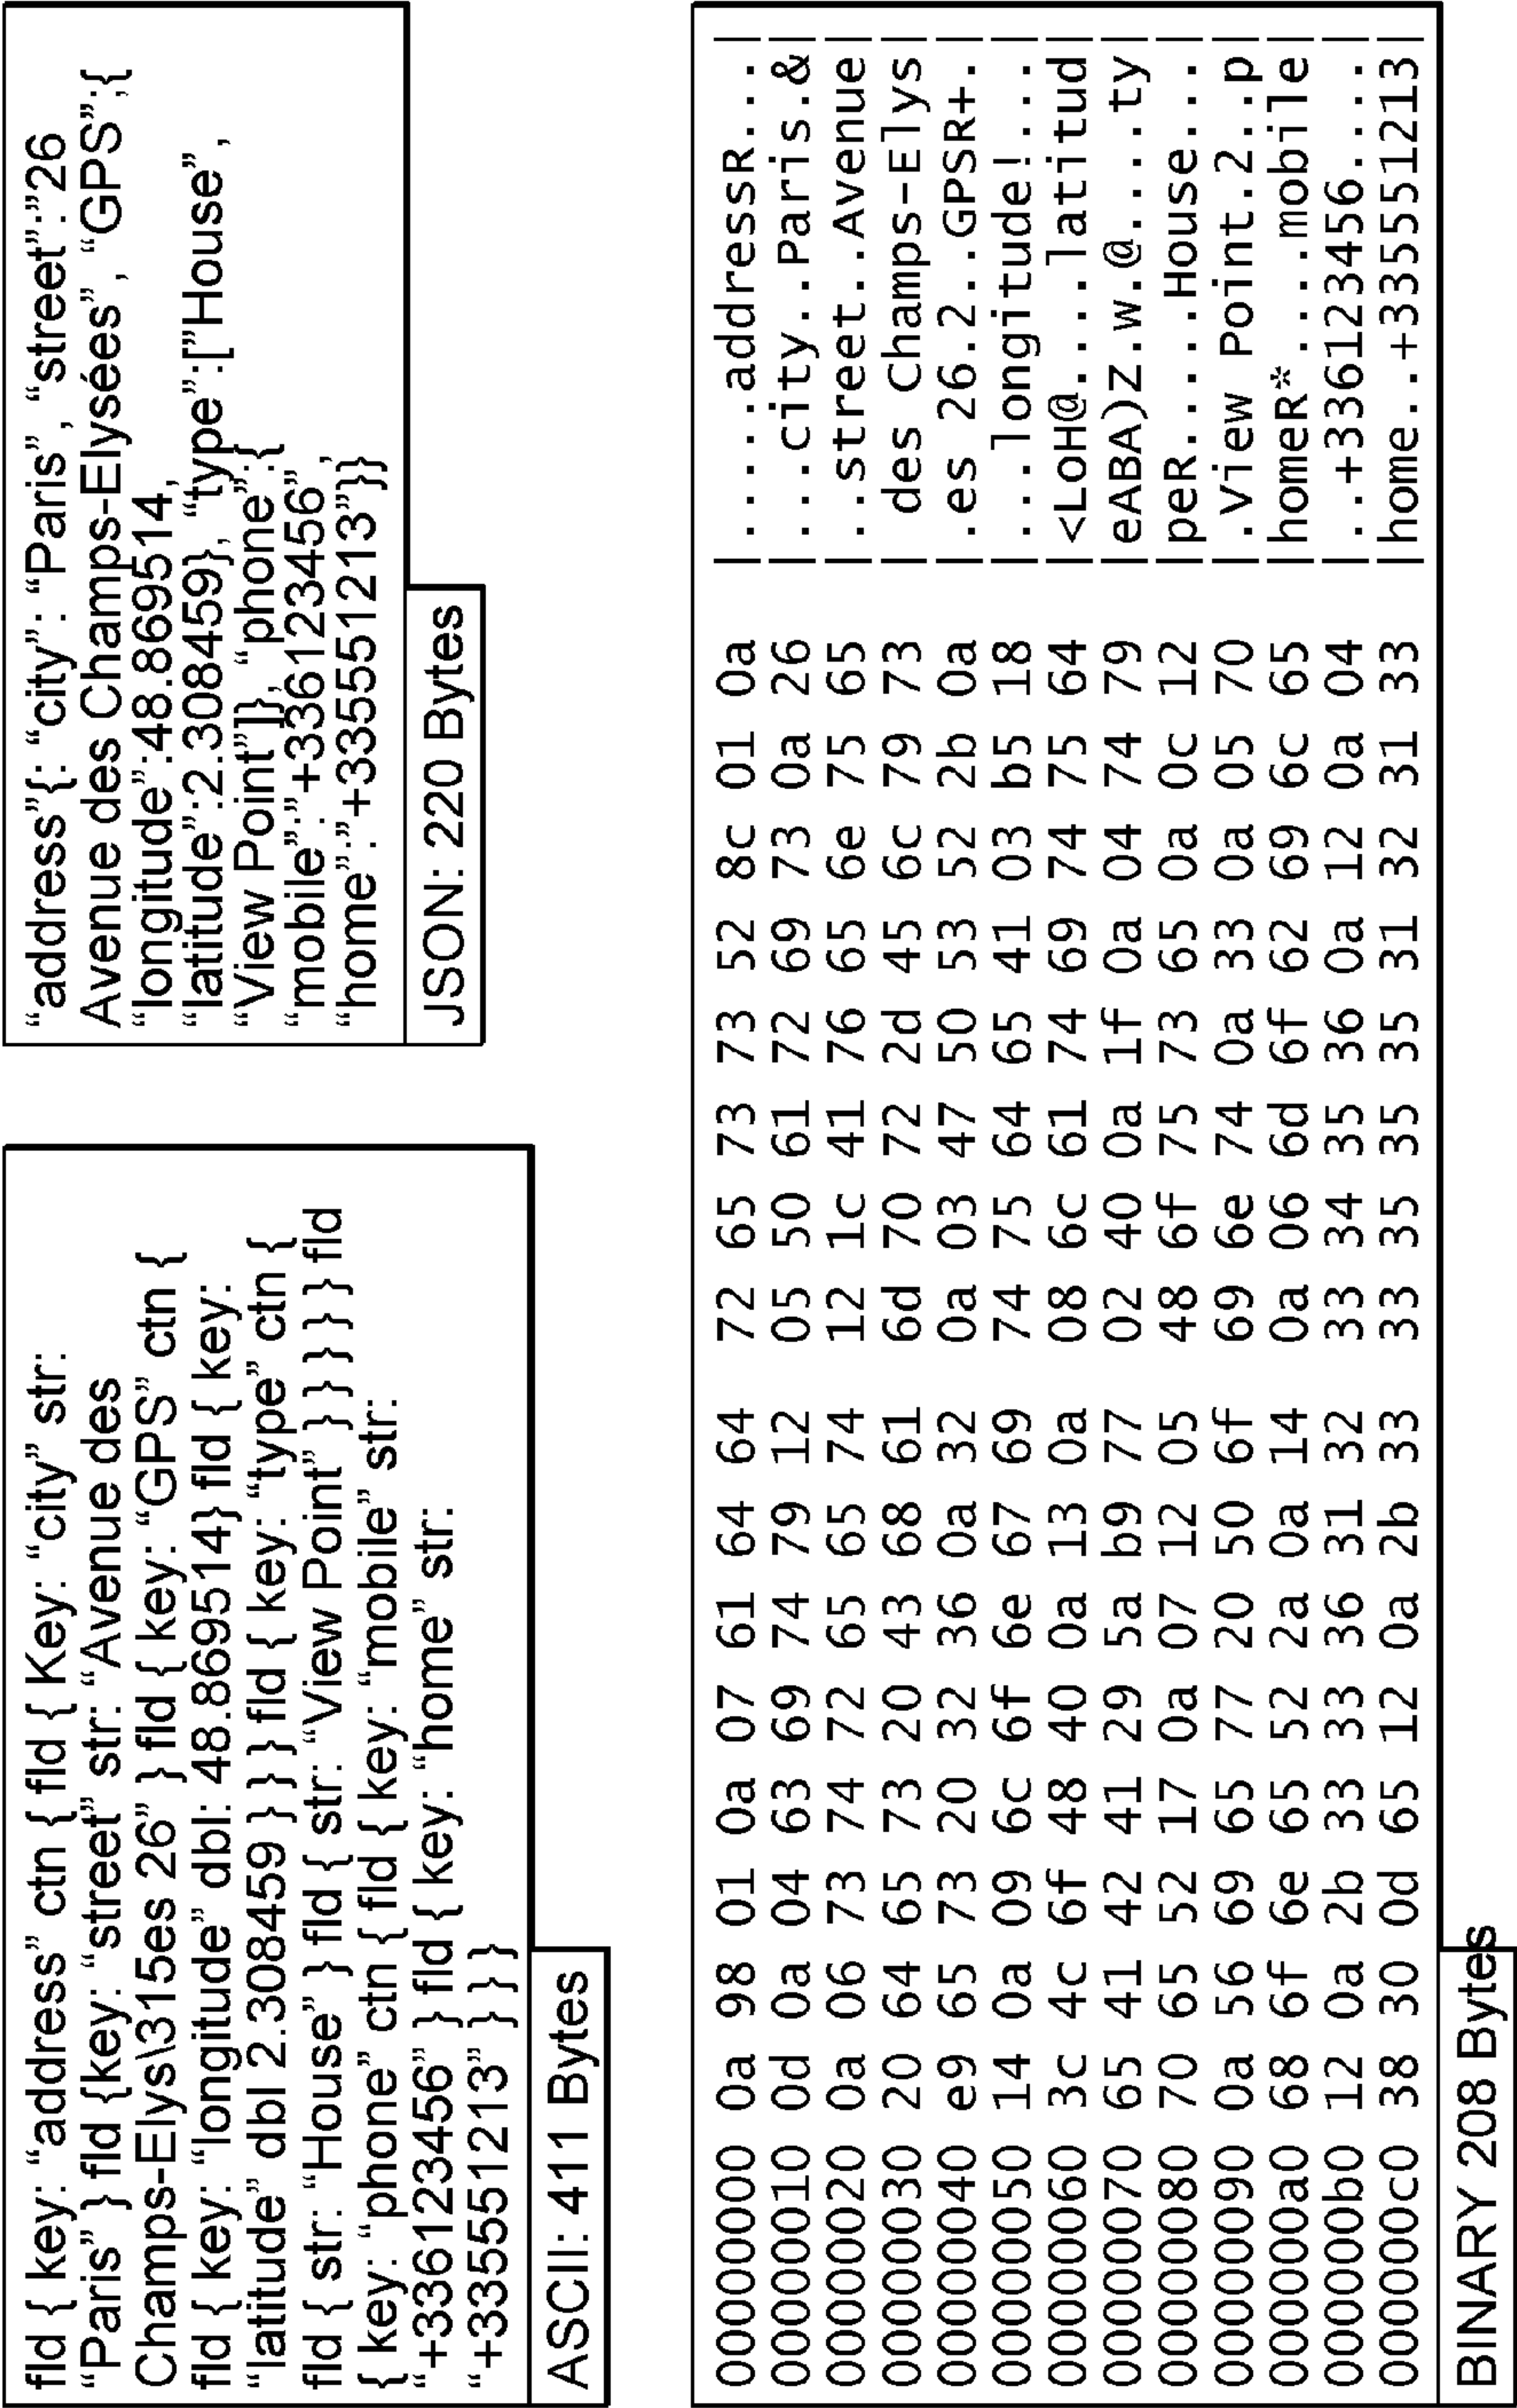 fld { key: “address” ctn { fld { Key: “city” str:
“Paris” } fld {key: “street” str: “Avenue des
Champs-Elys\315es 26” } fld { key: “GPS” ctn {
fld { key: “longitude” dbl: 48.869514} fld { key:
“latitude” dbl 2.308459 } } } fld { key: “type” ctn {
fld { str: “House” } fld { str: “View Point” } } } } } fld
{ key: “phone” ctn { fld { key: “mobile” str:
“+336123456” } fld { key: “home” str:
“+335551213” } } }
ASCII: 411 Bytes
“address”{: “city”: “Paris”, “street”:”26
Avenue des Champs-Elysées”, “GPS”;{
“longitude”:48.869514,
“latitude”:2.308459}, “type”:[”House”,
“View Point”]}, “phone”:{
“mobile”:”+336123456”,
“home”:”+335551213”}}
JSON: 220 Bytes
00000000 0a 98 01 0a 07 61 64 64 72 65 73 73 52 8c 01 0a |.....addressR...|
00000010 0d 0a 04 63 69 74 79 12 05 50 61 72 69 73 0a 26 |...city..Paris.&|
00000020 0a 06 73 74 72 65 65 74 12 1c 41 76 65 6e 75 65 |..street..Avenue|
00000030 20 64 65 73 20 43 68 61 6d 70 72 2d 45 6c 79 73 | des Champs-Elys|
00000040 e9 65 73 20 32 36 0a 32 0a 03 47 50 53 52 2b 0a |.es 26.2..GPSR+.|
00000050 14 0a 09 6c 6f 6e 67 69 74 75 64 65 41 03 b5 18 |...longitude!...|
00000060 3c 4c 6f 48 40 0a 13 0a 08 6c 61 74 69 74 75 64 |<LoH@....latitud|
00000070 65 41 42 41 29 5a b9 77 02 40 0a 1f 0a 04 74 79 |eABA)Z.w.@....ty|
00000080 70 65 52 17 0a 07 12 05 48 6f 75 73 65 0a 0c 12 |peR.....House...|
00000090 0a 56 69 65 77 20 50 6f 69 6e 74 0a 33 0a 05 70 |.View Point.2..p|
000000a0 68 6f 6e 65 52 2a 0a 14 0a 06 6d 6f 62 69 6c 65 |homeR*....mobile|
000000b0 12 0a 2b 33 33 36 31 32 33 34 35 36 0a 12 0a 04 |..+336123456....|
000000c0 38 30 0d 65 12 0a 2b 33 33 35 35 35 31 32 31 33 |home..+335551213|
BINARY 208 Bytes